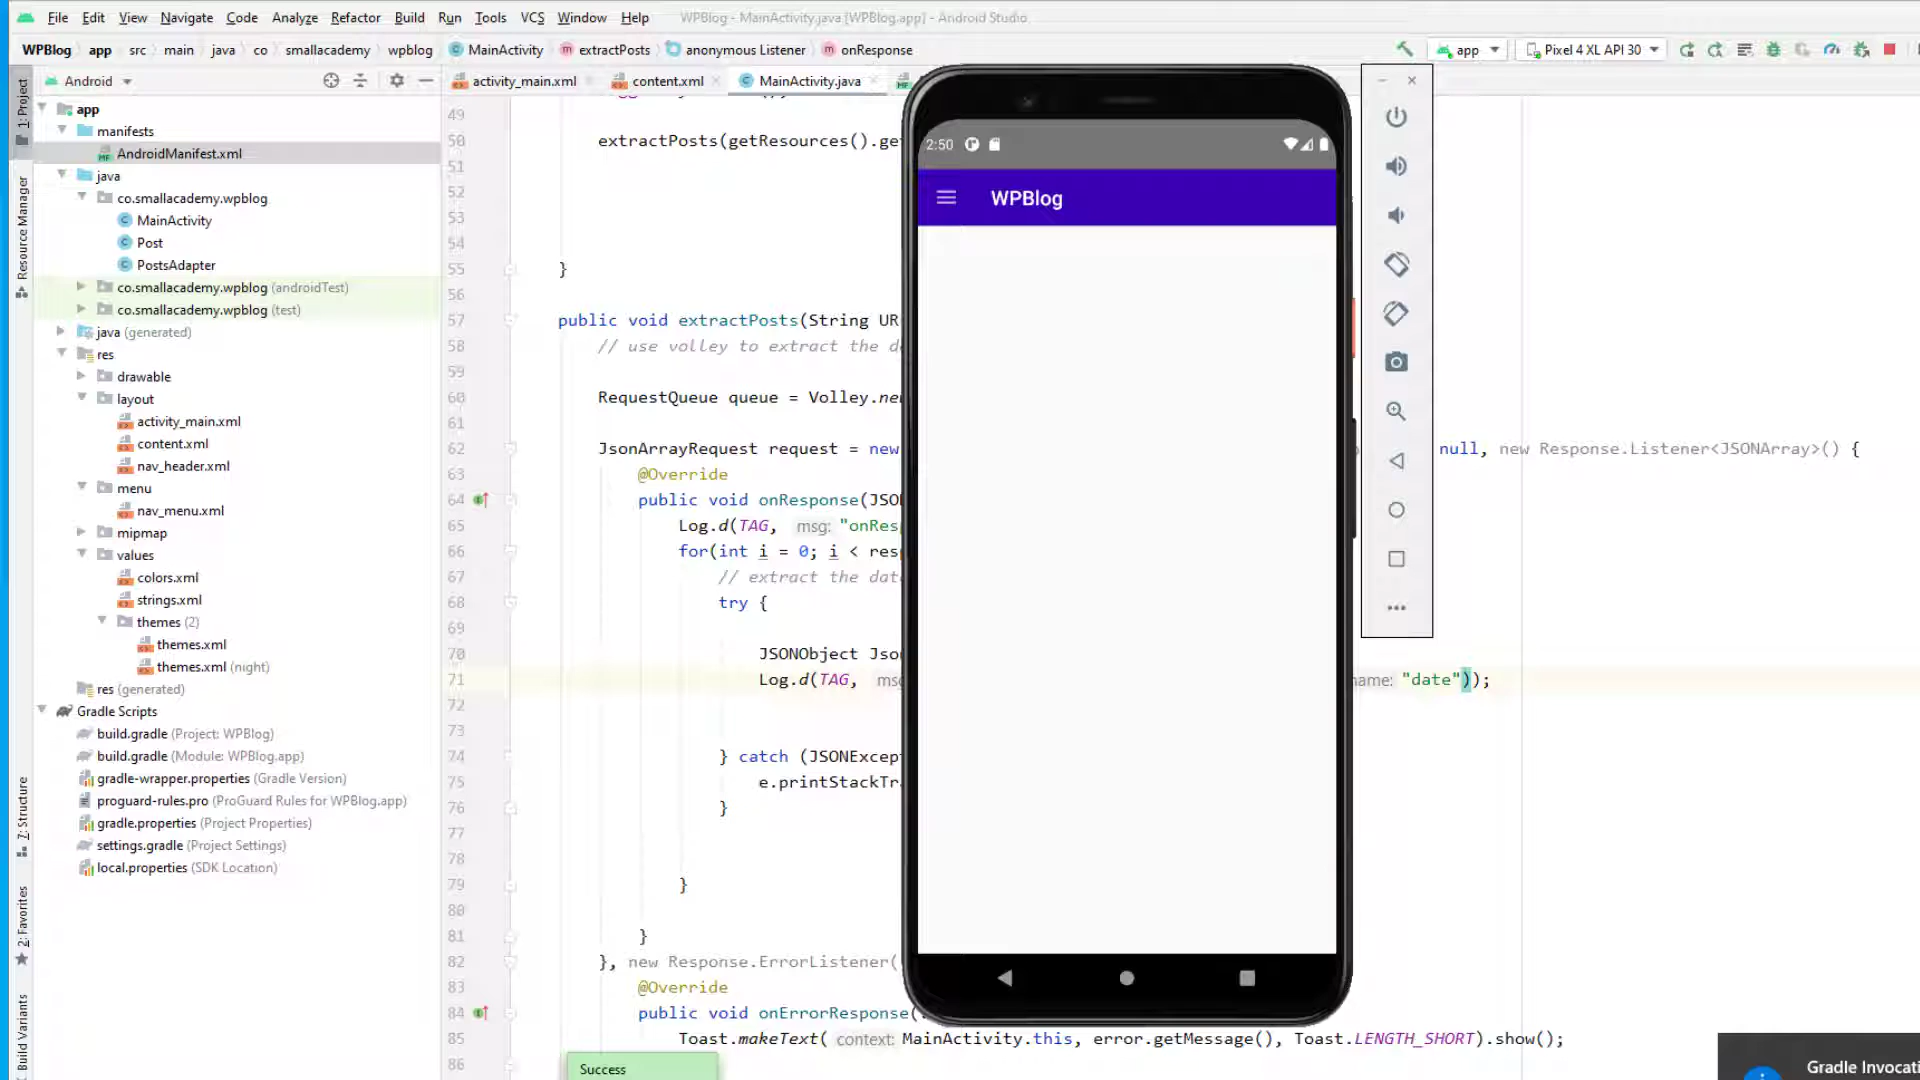 File Edit View Navigate Code Analyze Refactor Build Run Tools VCS Window Help WPBlog - MainActivity.java [WPBlog.app] - Android Studio
WPBlog app src main java co smallacademy wpblog MainActivity extractPosts anonymous Listener onResponse app Pixel 4 XL API 30
Android activity_main.xml content.xml MainActivity.java
1: Project
Resource Manager
7: Structure
2: Favorites
Build Variants
app
manifests
AndroidManifest.xml
java
co.smallacademy.wpblog
MainActivity
Post
PostsAdapter
co.smallacademy.wpblog (androidTest)
co.smallacademy.wpblog (test)
java (generated)
res
drawable
layout
activity_main.xml
content.xml
nav_header.xml
menu
nav_menu.xml
mipmap
values
colors.xml
strings.xml
themes (2)
themes.xml
themes.xml (night)
res (generated)
Gradle Scripts
build.gradle (Project: WPBlog)
build.gradle (Module: WPBlog.app)
gradle-wrapper.properties (Gradle Version)
proguard-rules.pro (ProGuard Rules for WPBlog.app)
gradle.properties (Project Properties)
settings.gradle (Project Settings)
local.properties (SDK Location)
49
50 extractPosts(getResources().ge
51
52
53
54
55 }
56
57 public void extractPosts(String UR
58 // use volley to extract the d
59
60 RequestQueue queue = Volley.ne
61
62 JsonArrayRequest request = new null, new Response.Listener<JSONArray>() {
63 @Override
64 public void onResponse(JSO
65 Log.d(TAG, msg: "onResp
66 for(int i = 0; i < resp
67 // extract the dat
68 try {
69
70 JSONObject Jso
71 Log.d(TAG, msg name: "date"));
72
73
74 } catch (JSONExcep
75 e.printStackTr
76 }
77
78
79 }
80
81 }
82 }, new Response.ErrorListener(
83 @Override
84 public void onErrorResponse(
85 Toast.makeText( context: MainActivity.this, error.getMessage(), Toast.LENGTH_SHORT).show();
86
2:50
WPBlog
Success
Gradle Invocati